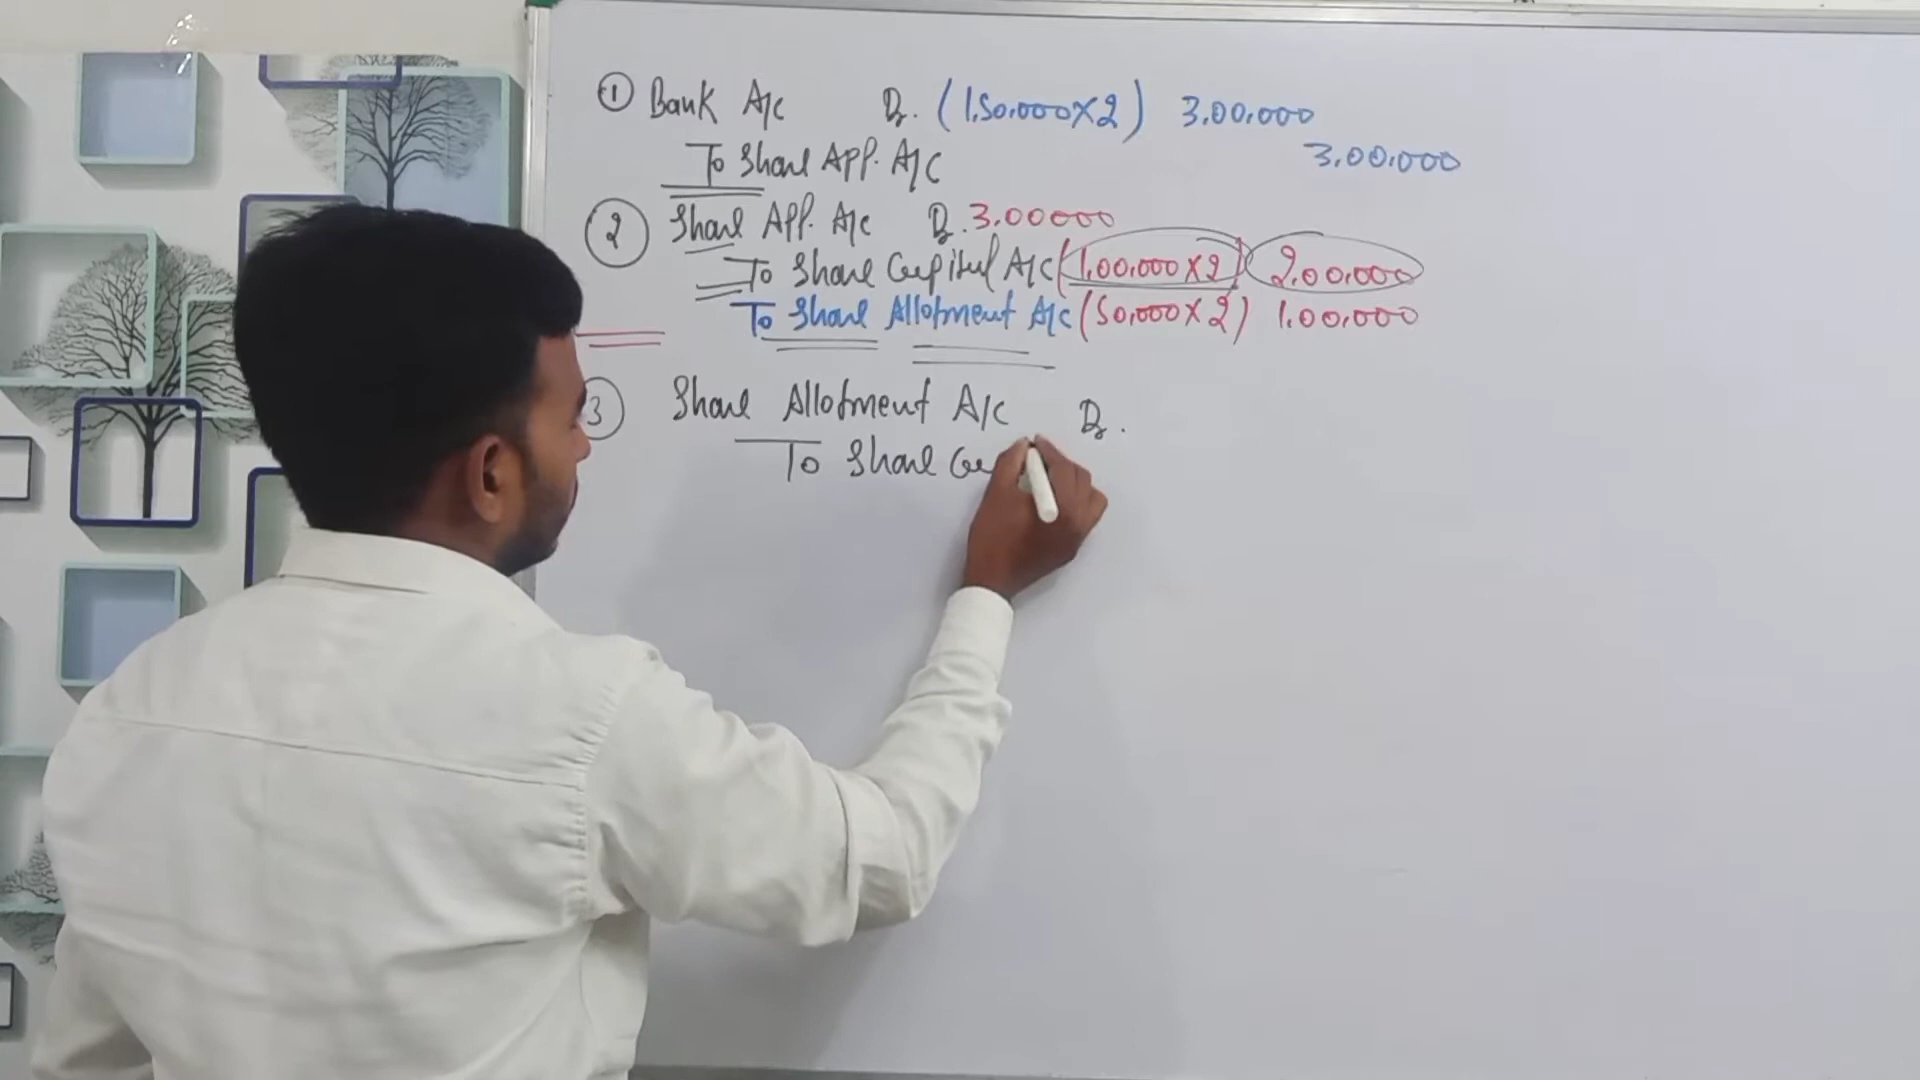 ① Bank A/c Dr. (1,50,000×2) 3,00,000
To Share App. A/c 3,00,000
② Share App. A/c Dr. 3,00000
To Share Capital A/c (1,00,000×2) 2,00,000
To Share Allotment A/c (50,000×2) 1,00,000
③ Share Allotment A/c Dr.
To Share Ca